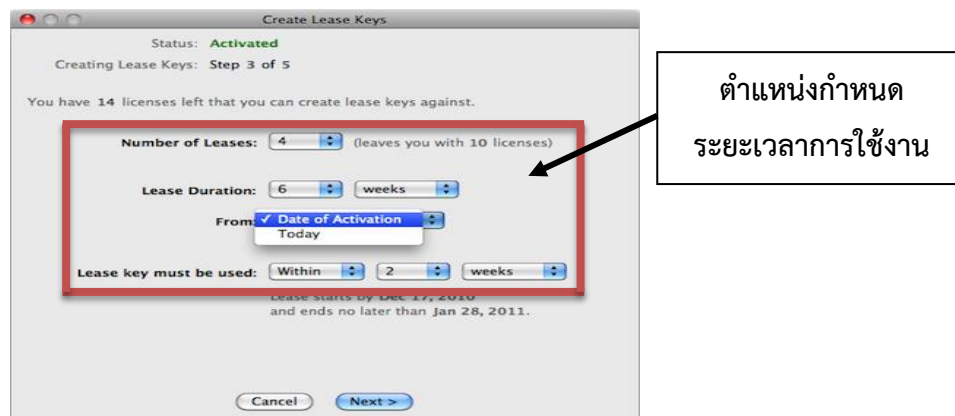 Create Lease Keys
Status: Activated
Creating Lease Keys: Step 3 of 5
You have 14 licenses left that you can create lease keys against.
Number of Leases: 4 (leaves you with 10 licenses)
Lease Duration: 6 weeks
From: ✓ Date of Activation
Today
Lease key must be used: Within 2 weeks
Lease starts by Dec 17, 2010
and ends no later than Jan 28, 2011.
Cancel Next >
ตำแหน่งกำหนด
ระยะเวลาการใช้งาน